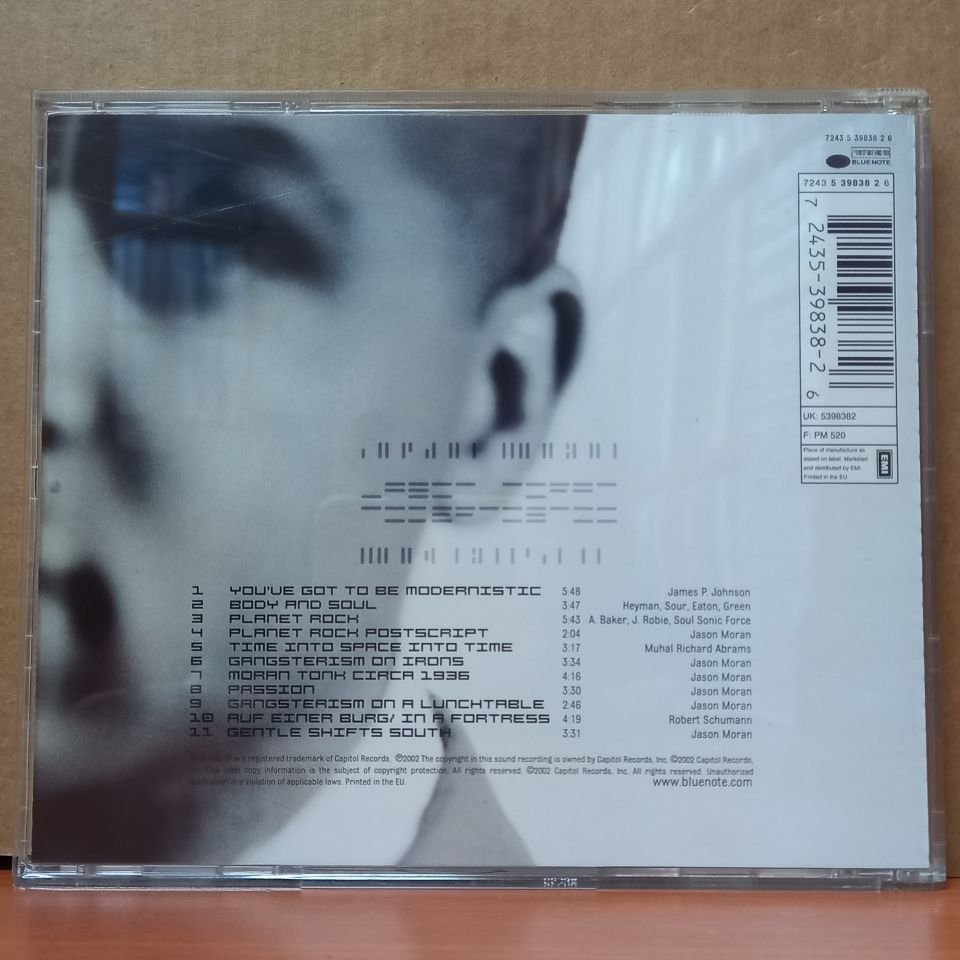 7243 5 39838 2 6
BLUE NOTE
7243 5 39838 2 6
7 2435-39838-2 6
UK: 5398382
F: PM 520
Place of manufacture as
stated on label. Marketed
and distributed by EMI.
Printed in the EU
EMI
1 YOU'VE GOT TO BE MODERNISTIC 5:48 James P. Johnson
2 BODY AND SOUL 3:47 Heyman, Sour, Eaton, Green
3 PLANET ROCK 5:43 A. Baker, J. Robie, Soul Sonic Force
4 PLANET ROCK POSTSCRIPT 2:04 Jason Moran
5 TIME INTO SPACE INTO TIME 3:17 Muhal Richard Abrams
6 GANGSTERISM ON IRONS 3:34 Jason Moran
7 MORAN TONK CIRCA 1936 4:16 Jason Moran
8 PASSION 3:30 Jason Moran
9 GANGSTERISM ON A LUNCHTABLE 2:46 Jason Moran
10 AUF EINER BURG/ IN A FORTRESS 4:19 Robert Schumann
11 GENTLE SHIFTS SOUTH 3:31 Jason Moran
Note ® is a registered trademark of Capitol Records. ℗2002 The copyright in this sound recording is owned by Capitol Records, Inc. ©2002 Capitol Records,
Inc. This label copy information is the subject of copyright protection. All rights reserved. ©2002 Capitol Records, Inc. All rights reserved. Unauthorized
duplication is a violation of applicable laws. Printed in the EU. www.bluenote.com